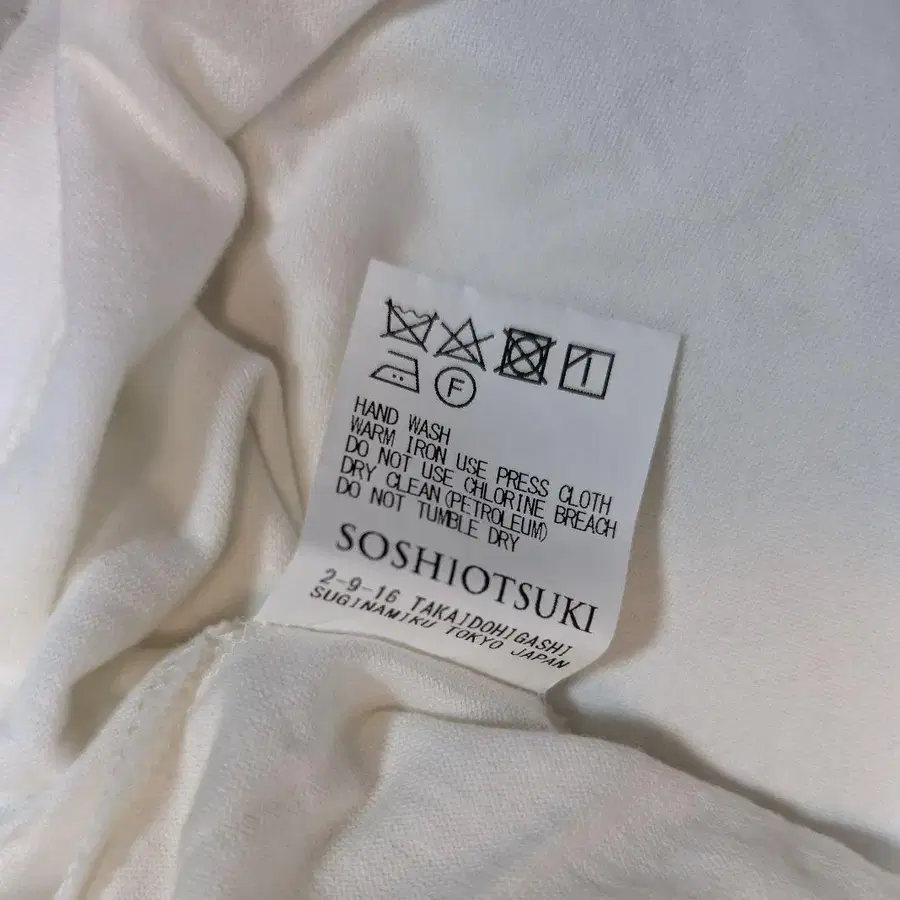 F
HAND WASH
WARM IRON USE PRESS CLOTH
DO NOT USE CHLORINE BREACH
DRY CLEAN(PETROLEUM)
DO NOT TUMBLE DRY
SOSHIOTSUKI
2-9-16 TAKAIDOHIGASHI
SUGINAMIKU TOKYO JAPAN